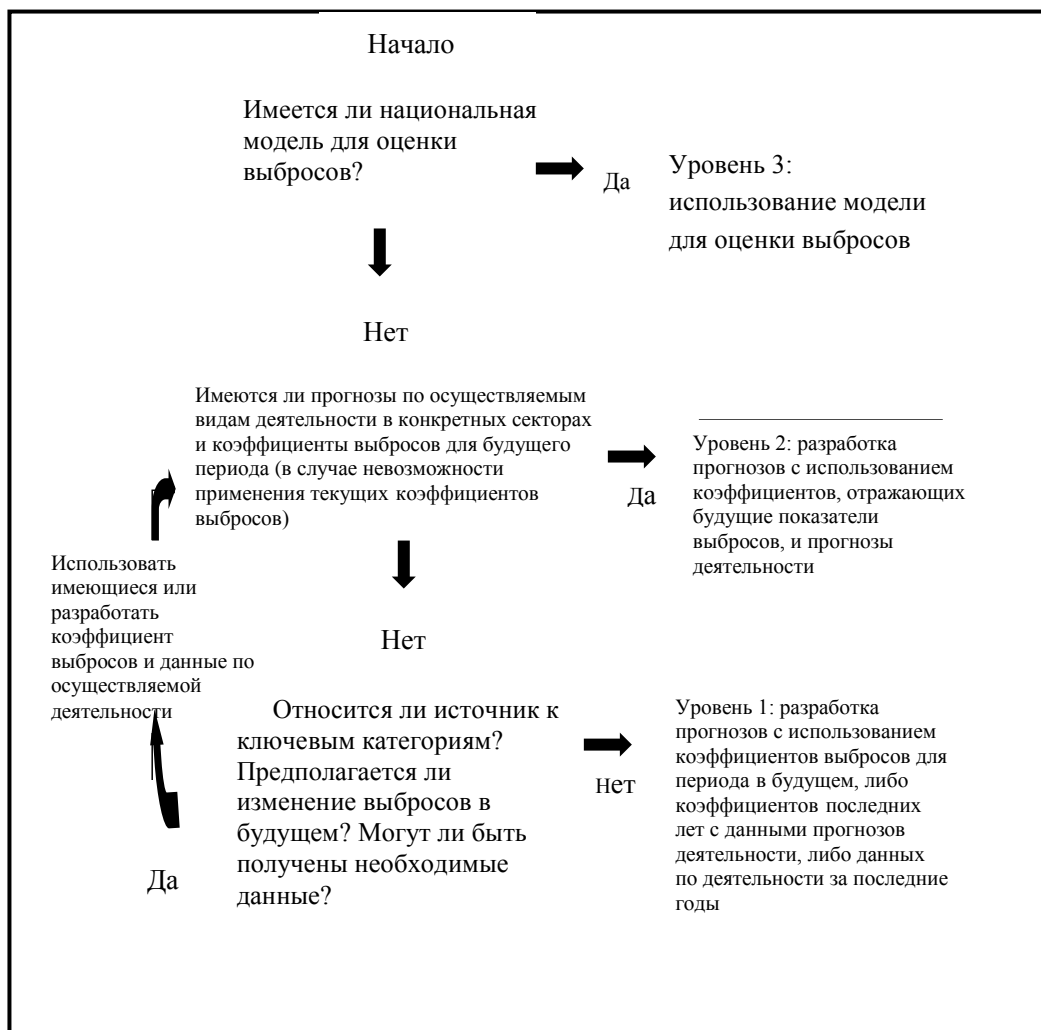 Начало
Имеется ли национальная
модель для оценки
выбросов?
Да
Уровень 3:
использование модели
для оценки выбросов
Нет
Имеются ли прогнозы по осуществляемым
видам деятельности в конкретных секторах
и коэффициенты выбросов для будущего
периода (в случае невозможности
применения текущих коэффициентов
выбросов)
Да
Уровень 2: разработка
прогнозов с использованием
коэффициентов, отражающих
будущие показатели
выбросов, и прогнозы
деятельности
Использовать
имеющиеся или
разработать
коэффициент
выбросов и данные по
осуществляемой
деятельности
Нет
Относится ли источник к
ключевым категориям?
Предполагается ли
изменение выбросов в
будущем? Могут ли быть
получены необходимые
данные?
Нет
Уровень 1: разработка
прогнозов с использованием
коэффициентов выбросов для
периода в будущем, либо
коэффициентов последних
лет с данными прогнозов
деятельности, либо данных
по деятельности за последние
годы
Да